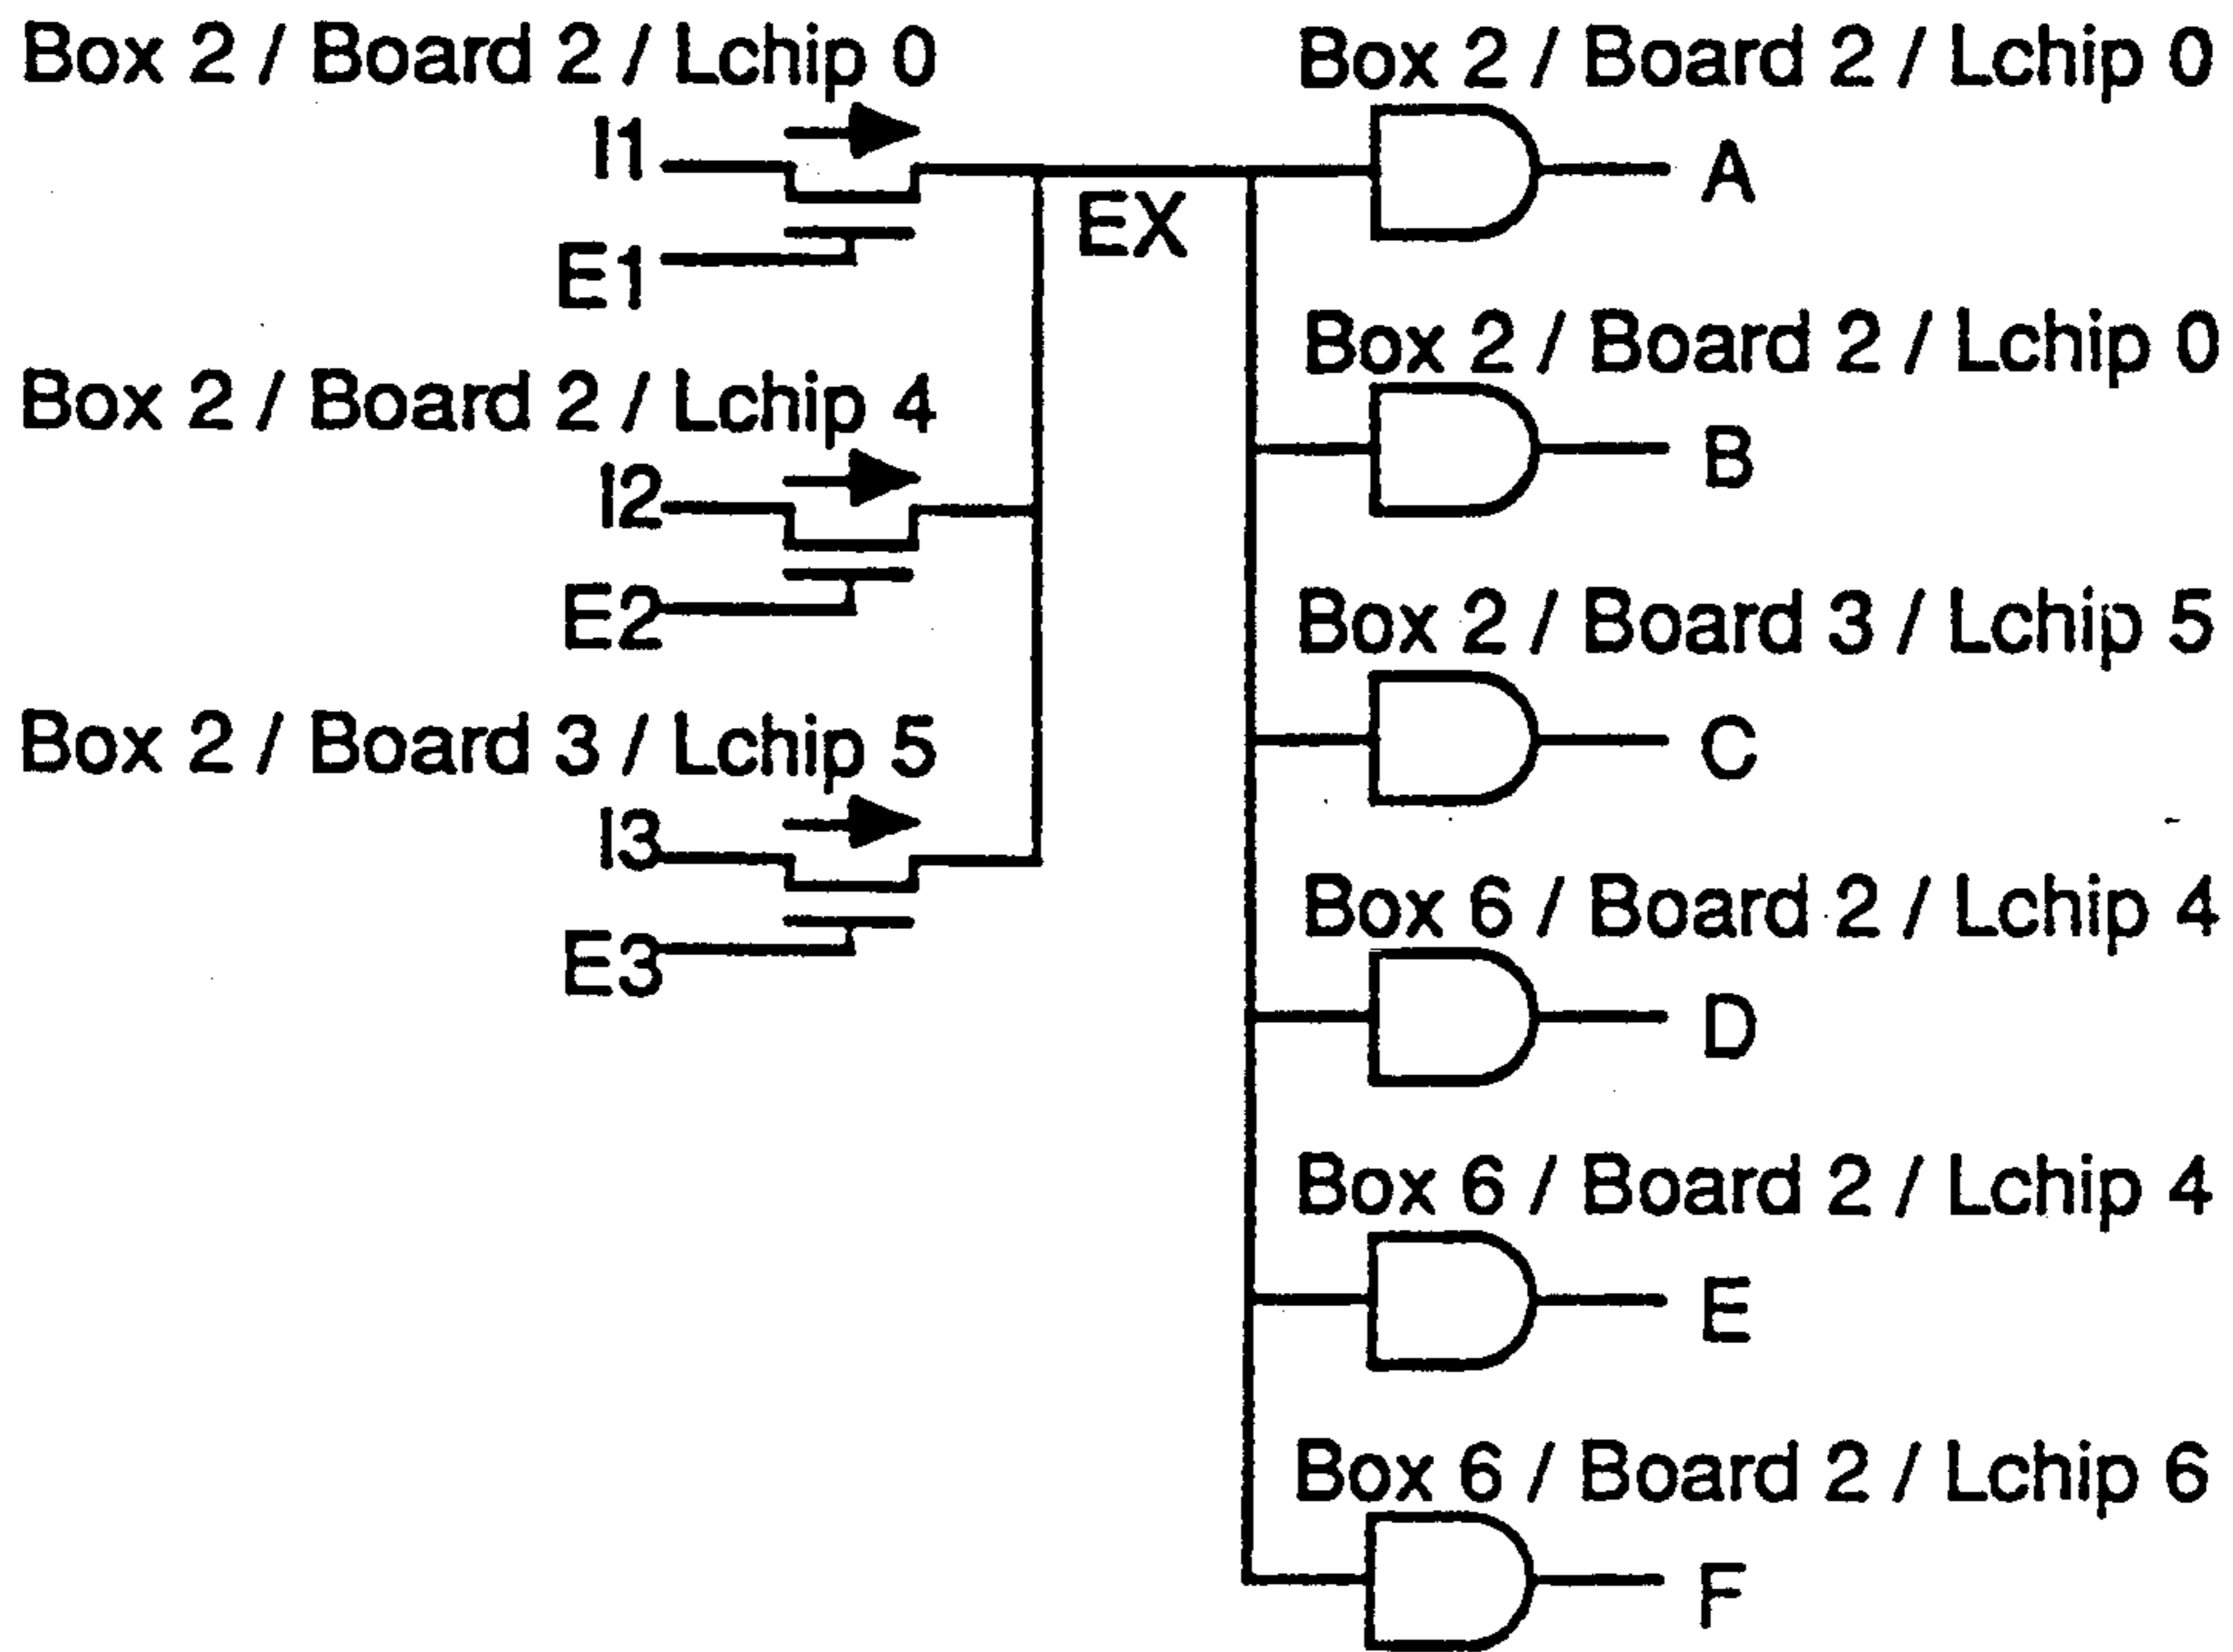 Box 2 / Board 2 / Lchip 0
I1
E1
Box 2 / Board 2 / Lchip 4
I2
E2
Box 2 / Board 3 / Lchip 5
I3
E3
EX
Box 2 / Board 2 / Lchip 0
A
Box 2 / Board 2 / Lchip 0
B
Box 2 / Board 3 / Lchip 5
C
Box 6 / Board 2 / Lchip 4
D
Box 6 / Board 2 / Lchip 4
E
Box 6 / Board 2 / Lchip 6
F